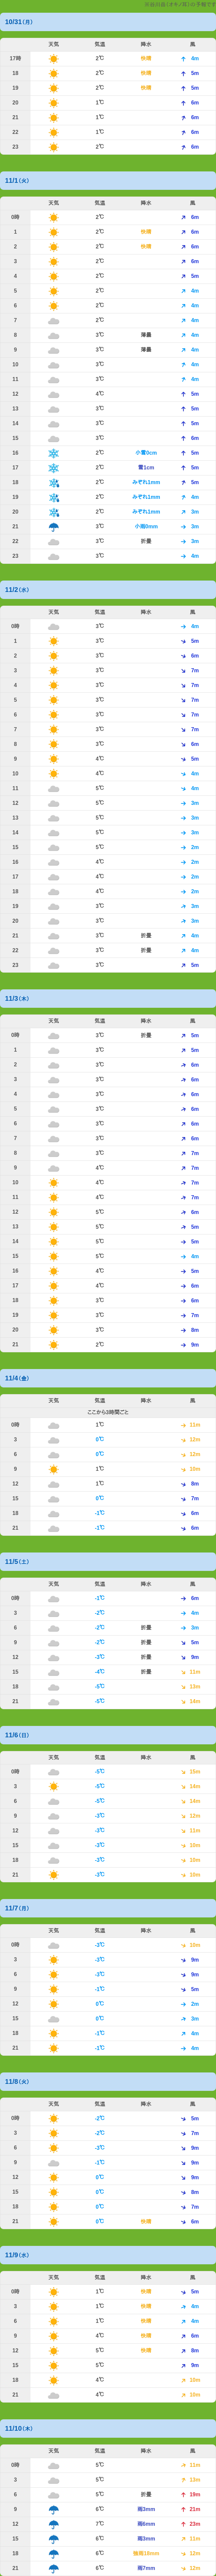 10/31(月)
天気 気温 降水 風
17時 2℃ 快晴 4m
18 2℃ 快晴 5m
19 2℃ 快晴 5m
20 1℃ 6m
21 1℃ 6m
22 1℃ 6m
23 2℃ 6m
11/1(火)
天気 気温 降水 風
0時 2℃ 6m
1 2℃ 快晴 6m
2 2℃ 快晴 6m
3 2℃ 6m
4 2℃ 5m
5 2℃ 4m
6 2℃ 4m
7 2℃ 4m
8 3℃ 薄曇 4m
9 3℃ 薄曇 4m
10 3℃ 4m
11 3℃ 4m
12 4℃ 5m
13 3℃ 5m
14 3℃ 5m
15 3℃ 6m
16 2℃ 小雪0cm 5m
17 2℃ 雪1cm 5m
18 2℃ みぞれ1mm 5m
19 2℃ みぞれ1mm 4m
20 2℃ みぞれ1mm 3m
21 3℃ 小雨0mm 3m
22 3℃ 折曇 3m
23 3℃ 4m
11/2(水)
天気 気温 降水 風
0時 3℃ 4m
1 3℃ 5m
2 3℃ 6m
3 3℃ 7m
4 3℃ 7m
5 3℃ 7m
6 3℃ 7m
7 3℃ 7m
8 3℃ 6m
9 4℃ 5m
10 4℃ 4m
11 4℃ 4m
12 5℃ 3m
13 5℃ 3m
14 5℃ 3m
15 5℃ 2m
16 4℃ 2m
17 4℃ 2m
18 4℃ 2m
19 3℃ 3m
20 3℃ 3m
21 3℃ 折曇 4m
22 3℃ 折曇 4m
23 3℃ 5m
11/3(木)
天気 気温 降水 風
0時 3℃ 折曇 5m
1 3℃ 5m
2 3℃ 6m
3 3℃ 6m
4 3℃ 6m
5 3℃ 6m
6 3℃ 6m
7 3℃ 6m
8 3℃ 7m
9 4℃ 7m
10 4℃ 7m
11 4℃ 7m
12 5℃ 6m
13 5℃ 5m
14 5℃ 5m
15 5℃ 4m
16 4℃ 5m
17 4℃ 6m
18 3℃ 6m
19 3℃ 7m
20 3℃ 8m
21 2℃ 9m
11/4(金)
天気 気温 降水 風
ここから3時間ごと
0時 1℃ 11m
3 0℃ 12m
6 0℃ 12m
9 1℃ 10m
12 1℃ 8m
15 0℃ 7m
18 -1℃ 6m
21 -1℃ 6m
11/5(土)
天気 気温 降水 風
0時 -1℃ 6m
3 -2℃ 4m
6 -2℃ 折曇 3m
9 -2℃ 折曇 5m
12 -3℃ 折曇 9m
15 -4℃ 折曇 11m
18 -5℃ 13m
21 -5℃ 14m
11/6(日)
天気 気温 降水 風
0時 -5℃ 15m
3 -5℃ 14m
6 -5℃ 14m
9 -3℃ 12m
12 -3℃ 11m
15 -3℃ 10m
18 -3℃ 10m
21 -3℃ 10m
11/7(月)
天気 気温 降水 風
0時 -3℃ 10m
3 -3℃ 9m
6 -3℃ 9m
9 -1℃ 5m
12 0℃ 2m
15 0℃ 3m
18 -1℃ 4m
21 -1℃ 4m
11/8(火)
天気 気温 降水 風
0時 -2℃ 5m
3 -2℃ 7m
6 -3℃ 9m
9 -1℃ 9m
12 0℃ 9m
15 0℃ 8m
18 0℃ 7m
21 0℃ 快晴 6m
11/9(水)
天気 気温 降水 風
0時 1℃ 快晴 5m
3 1℃ 快晴 4m
6 1℃ 快晴 4m
9 4℃ 快晴 6m
12 5℃ 快晴 8m
15 5℃ 9m
18 4℃ 10m
21 4℃ 10m
11/10(木)
天気 気温 降水 風
0時 5℃ 11m
3 5℃ 13m
6 5℃ 折曇 19m
9 6℃ 雨3mm 21m
12 7℃ 雨6mm 23m
15 6℃ 雨3mm 11m
18 6℃ 強雨10mm 12m
21 6℃ 雨7mm 12m